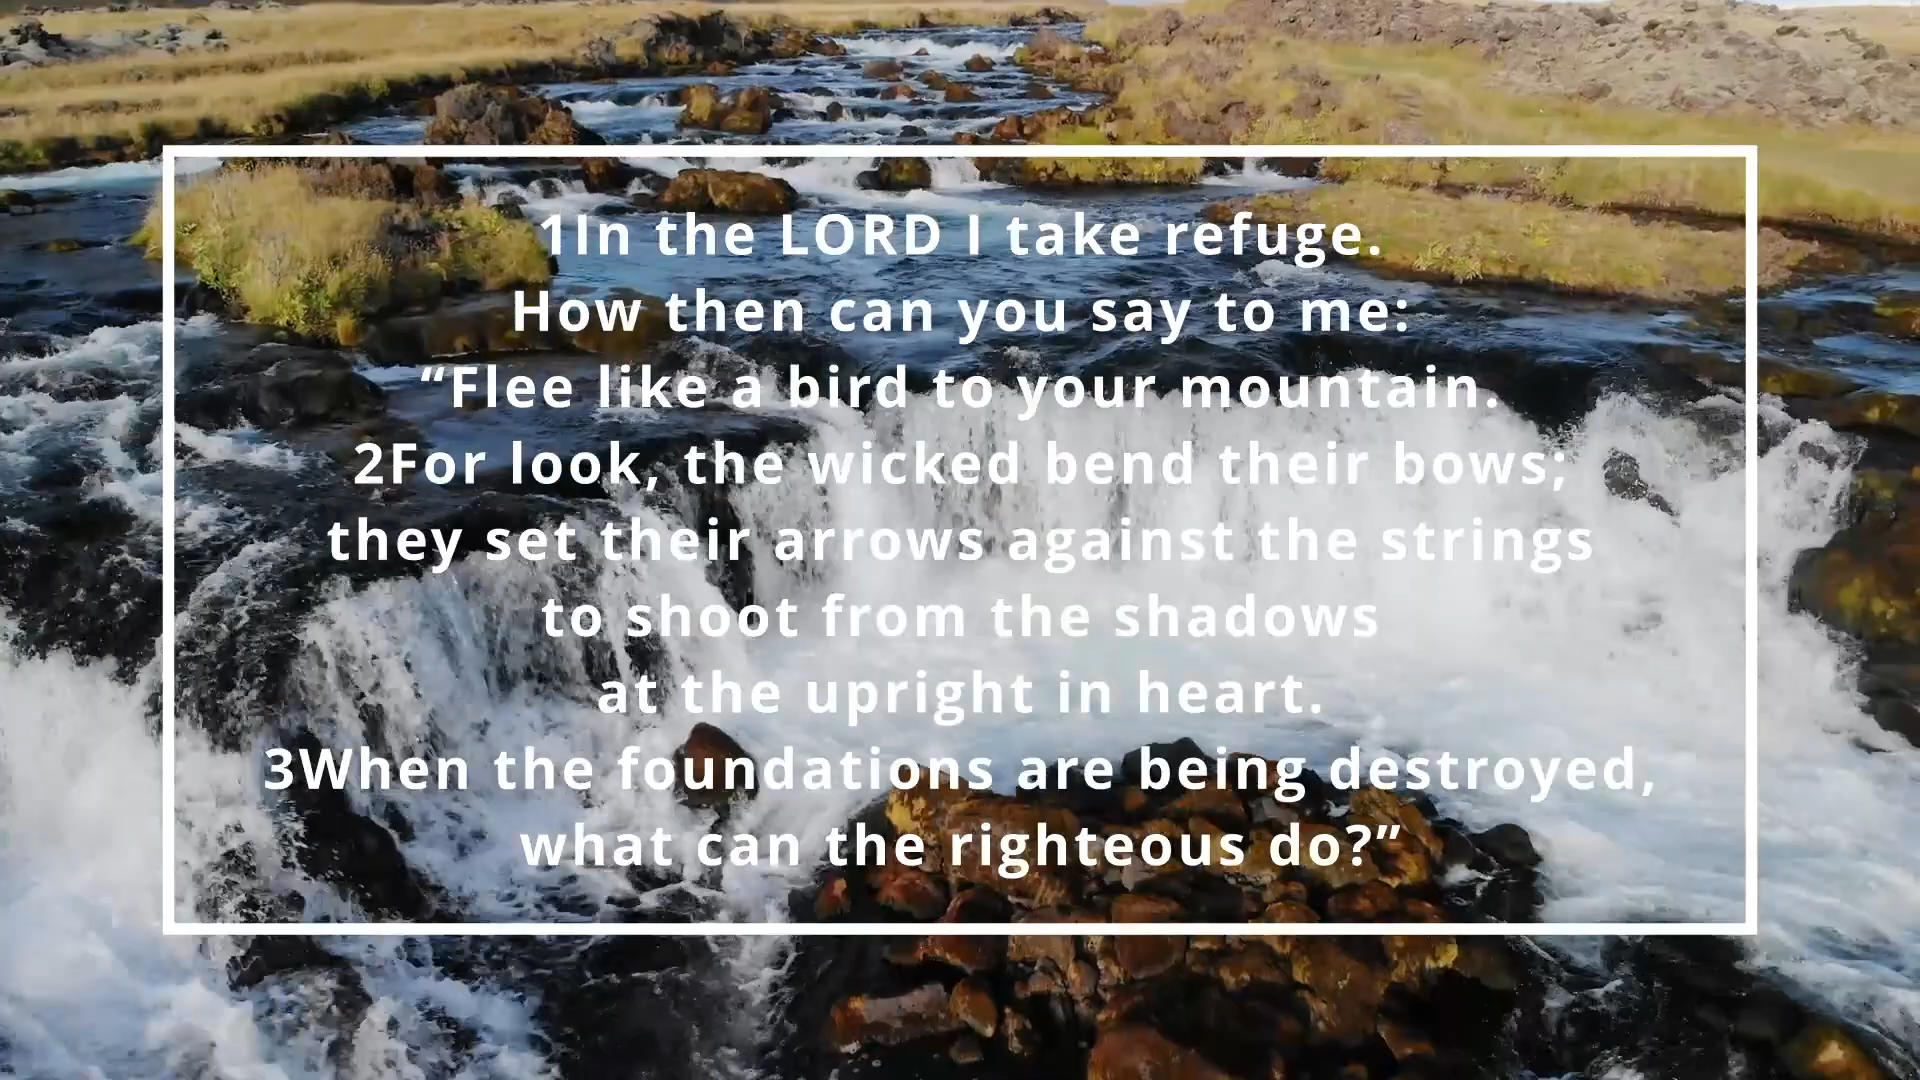 1In the LORD I take refuge.
How then can you say to me:
“Flee like a bird to your mountain.
2For look, the wicked bend their bows;
they set their arrows against the strings
to shoot from the shadows
at the upright in heart.
3When the foundations are being destroyed,
what can the righteous do?”